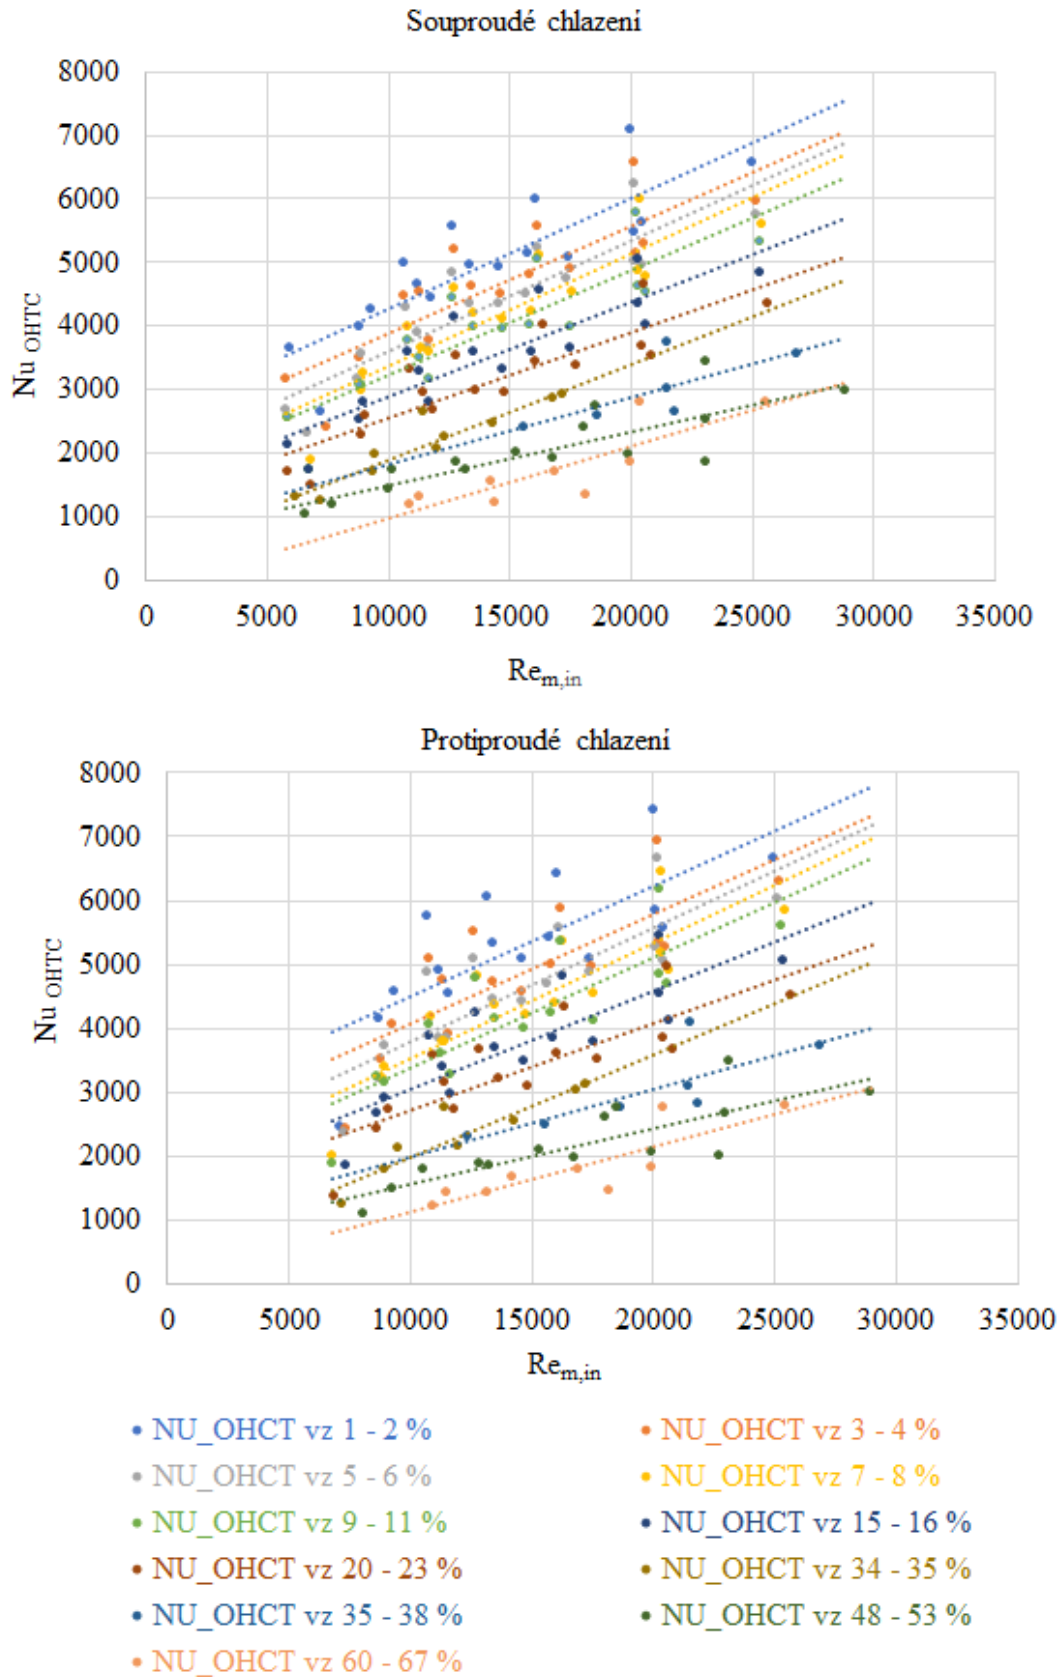 Souproudé chlazení
8000
7000
6000
5000
4000
3000
2000
1000
0
Nu OHTC
0 5000 10000 15000 20000 25000 30000 35000
Re m,in
Protiproudé chlazení
8000
7000
6000
5000
4000
3000
2000
1000
0
Nu OHTC
0 5000 10000 15000 20000 25000 30000 35000
Re m,in
NU_OHCT vz 1 - 2 % NU_OHCT vz 3 - 4 %
NU_OHCT vz 5 - 6 % NU_OHCT vz 7 - 8 %
NU_OHCT vz 9 - 11 % NU_OHCT vz 15 - 16 %
NU_OHCT vz 20 - 23 % NU_OHCT vz 34 - 35 %
NU_OHCT vz 35 - 38 % NU_OHCT vz 48 - 53 %
NU_OHCT vz 60 - 67 %